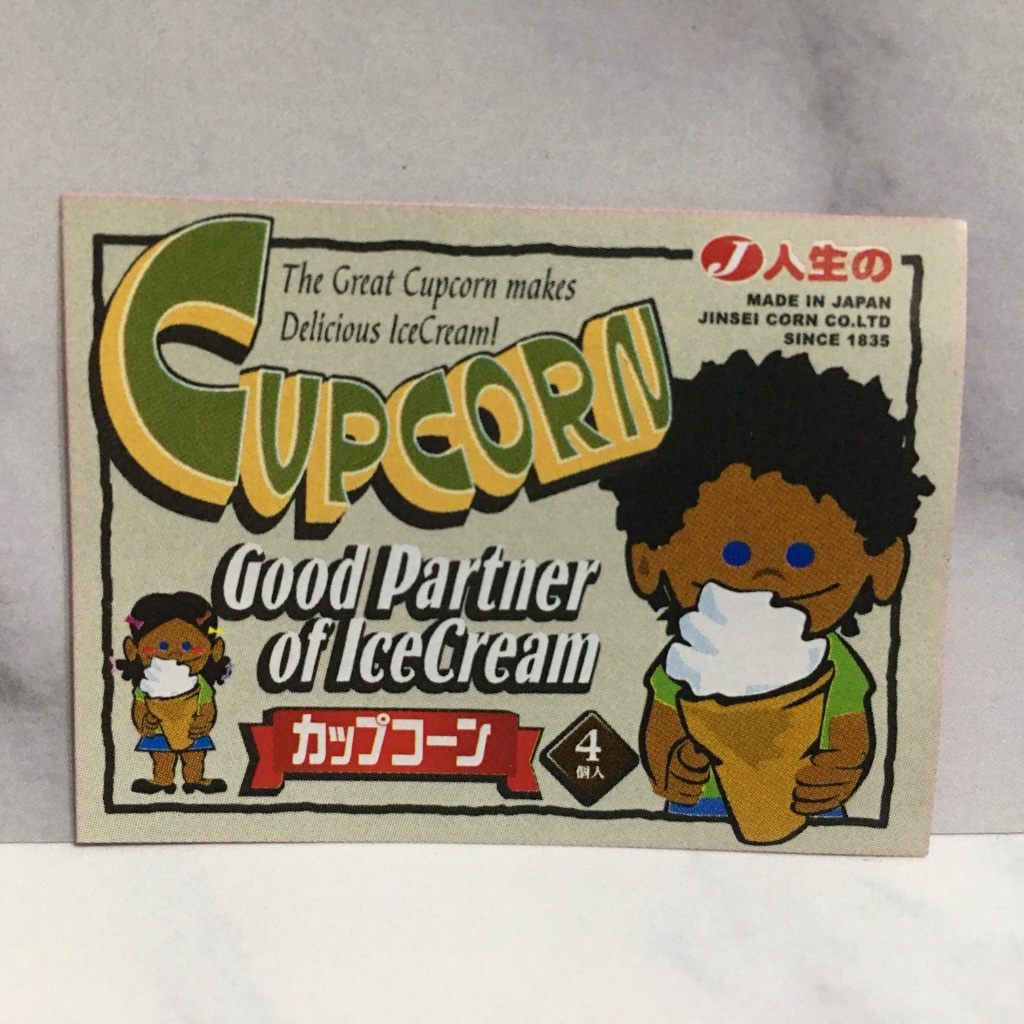 The Great Cupcorn makes
Delicious IceCream!
J人生の
MADE IN JAPAN
JINSEI CORN CO.LTD
SINCE 1835
CUPCORN
Good Partner
of IceCream
カップコーン
4
個入